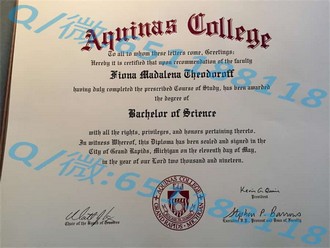 Aquinas College
To all to whom these letters come, Greetings:
Hereby it is certified that upon recommendation of the faculty
Fiona Madalena Theodoroff
having duly completed the prescribed Course of Study, has been awarded
the degree of
Bachelor of Science
with all the rights, privileges, and honors pertaining thereto.
In witness Whereof, this Diploma has been sealed and signed in the
City of Grand Rapids, Michigan on the eleventh day of May,
in the year of our Lord two thousand and nineteen.
AQUINAS COLLEGE
GRAND RAPIDS · MICHIGAN
President
Chair of the Board of Trustees
Q/微:
Q/微: